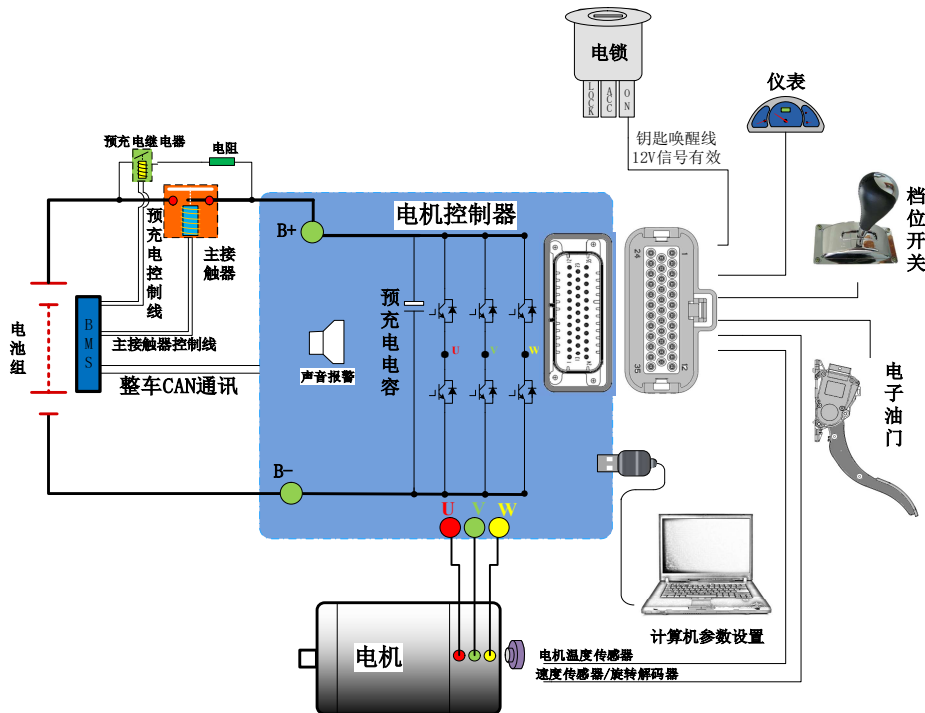 电锁
LOCK
ACC
ON
仪表
钥匙唤醒线
12V信号有效
预充电继电器
电阻
档位开关
电机控制器
B+
预充电控制线
主接触器
24
1
预充电电容
BMS
主接触器控制线
U
V
W
电池组
声音报警
整车CAN通讯
36
12
电子油门
B-
U
V
W
计算机参数设置
电机
电机温度传感器
速度传感器/旋转解码器